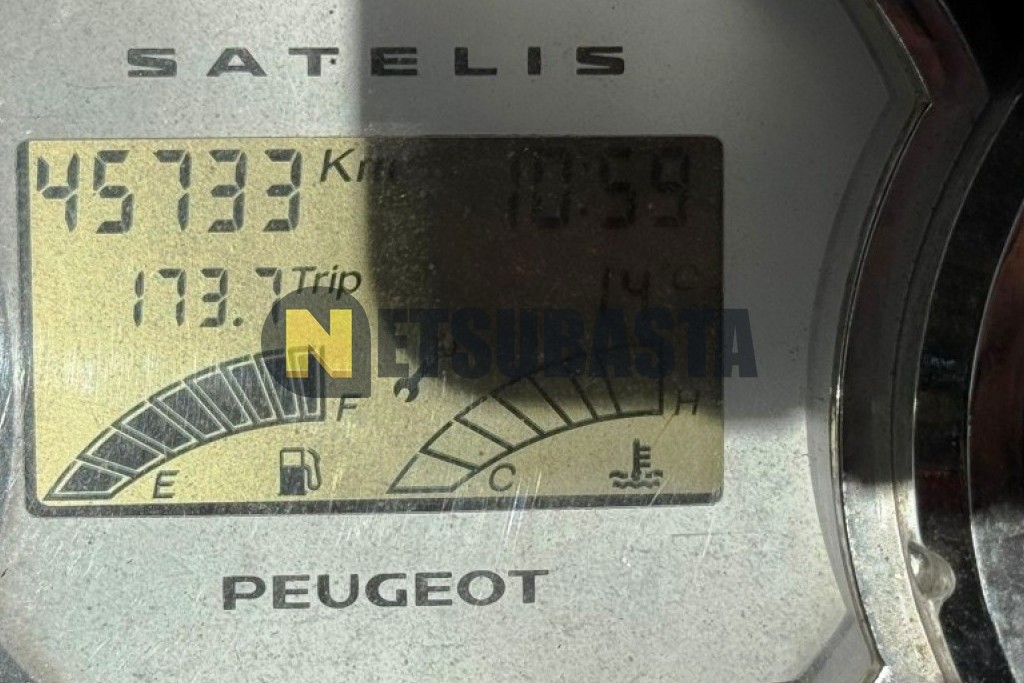 SATELIS
45733 Km 10:59
173.7 Trip 14°C
NETSUBASTA
F H
E C
PEUGEOT